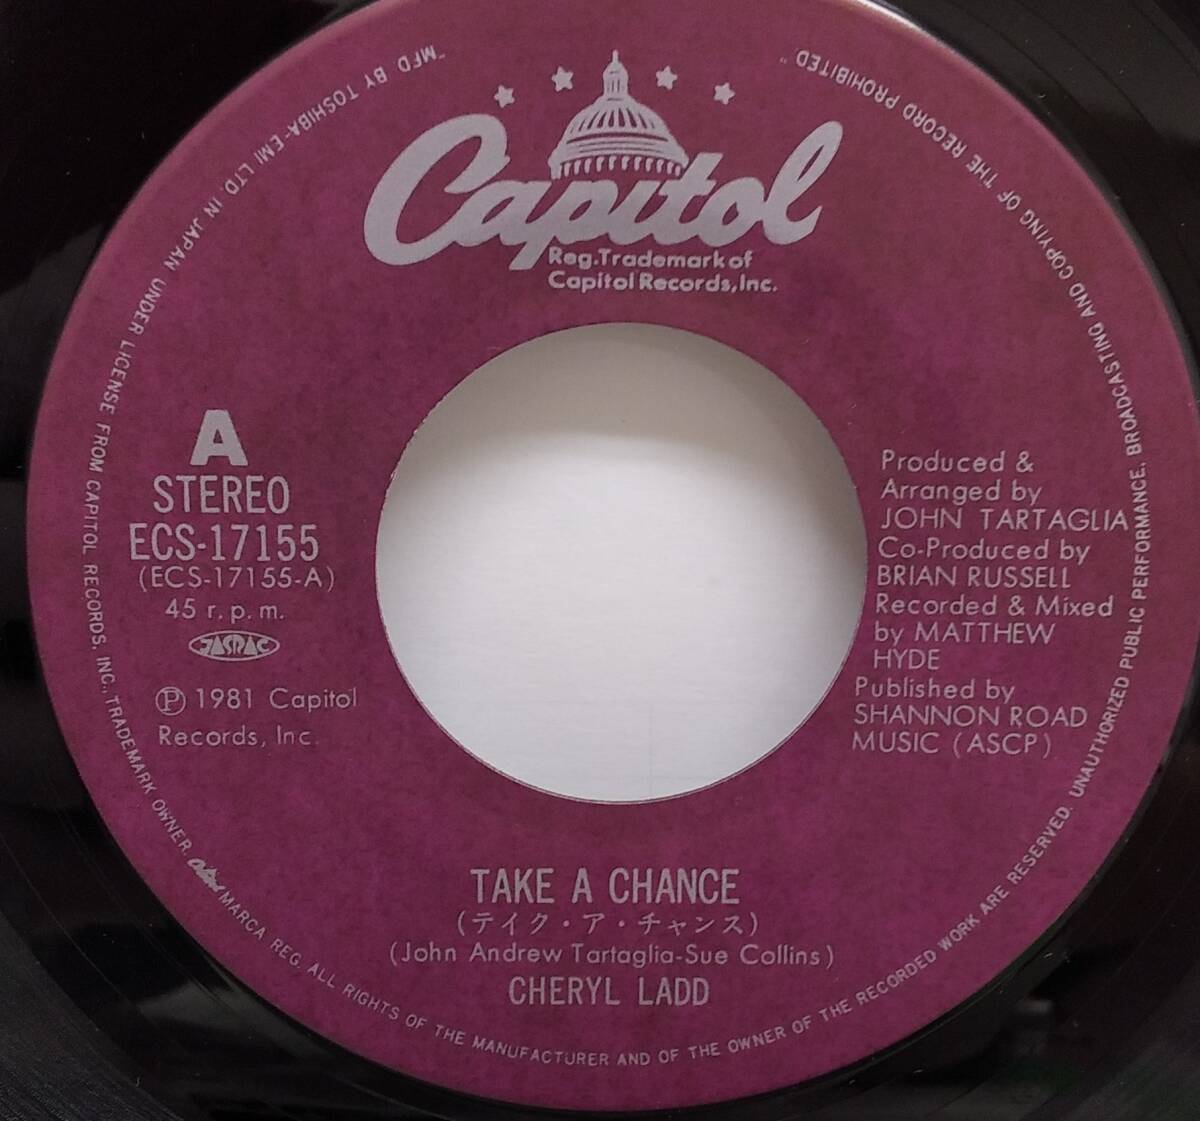 Capitol
Reg.Trademark of
Capitol Records,Inc.
A
STEREO
ECS-17155
(ECS-17155-A)
45 r.p.m.
JASRAC
Ⓟ 1981 Capitol
Records, Inc.
Produced &
Arranged by
JOHN TARTAGLIA
Co-Produced by
BRIAN RUSSELL
Recorded & Mixed
by MATTHEW
HYDE
Published by
SHANNON ROAD
MUSIC (ASCP)
TAKE A CHANCE
(テイク・ア・チャンス)
(John Andrew Tartaglia-Sue Collins)
CHERYL LADD
"MFD BY TOSHIBA-EMI LTD. IN JAPAN UNDER LICENSE FROM CAPITOL RECORDS, INC., TRADEMARK OWNER. Capitol MARCA REG. ALL RIGHTS OF THE MANUFACTURER AND OF THE OWNER OF THE RECORDED WORK ARE RESERVED. UNAUTHORIZED PUBLIC PERFORMANCE, BROADCASTING AND COPYING OF THE RECORD PROHIBITED"